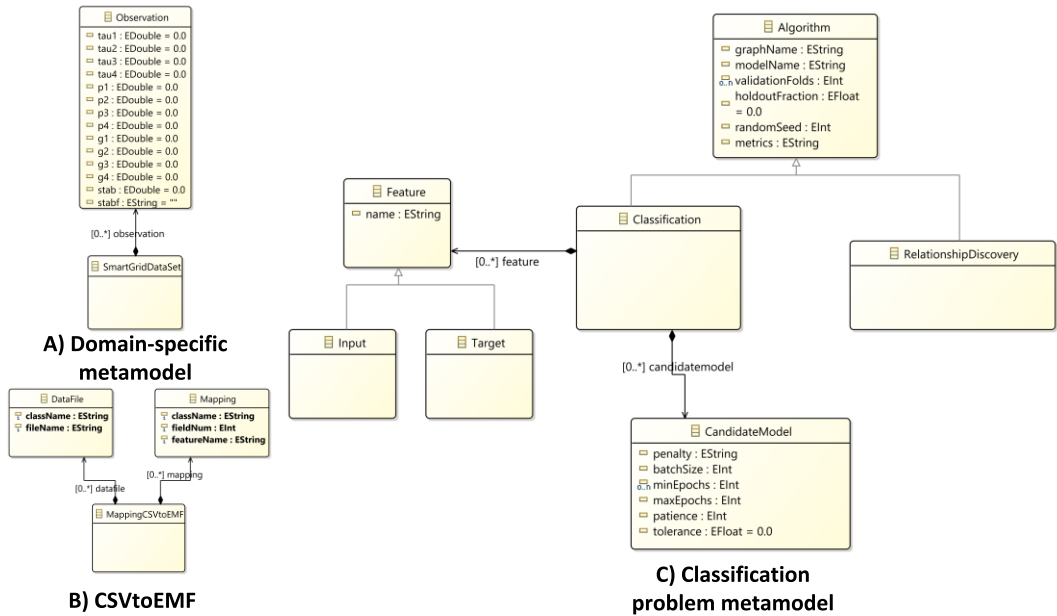 Observation
tau1 : EDouble = 0.0
tau2 : EDouble = 0.0
tau3 : EDouble = 0.0
tau4 : EDouble = 0.0
p1 : EDouble = 0.0
p2 : EDouble = 0.0
p3 : EDouble = 0.0
p4 : EDouble = 0.0
g1 : EDouble = 0.0
g2 : EDouble = 0.0
g3 : EDouble = 0.0
g4 : EDouble = 0.0
stab : EDouble = 0.0
stabf : EString = ""
[0..*] observation
SmartGridDataSet
A) Domain-specific
metamodel
DataFile
className : EString
fileName : EString
Mapping
className : EString
fieldNum : EInt
featureName : EString
[0..*] datafile
[0..*] mapping
MappingCSVtoEMF
B) CSVtoEMF
Algorithm
graphName : EString
modelName : EString
0..n validationFolds : EInt
holdoutFraction : EFloat
= 0.0
randomSeed : EInt
metrics : EString
Feature
name : EString
[0..*] feature
Classification
RelationshipDiscovery
Input
Target
[0..*] candidatemodel
CandidateModel
penalty : EString
batchSize : EInt
0..n minEpochs : EInt
maxEpochs : EInt
patience : EInt
tolerance : EFloat = 0.0
C) Classification
problem metamodel